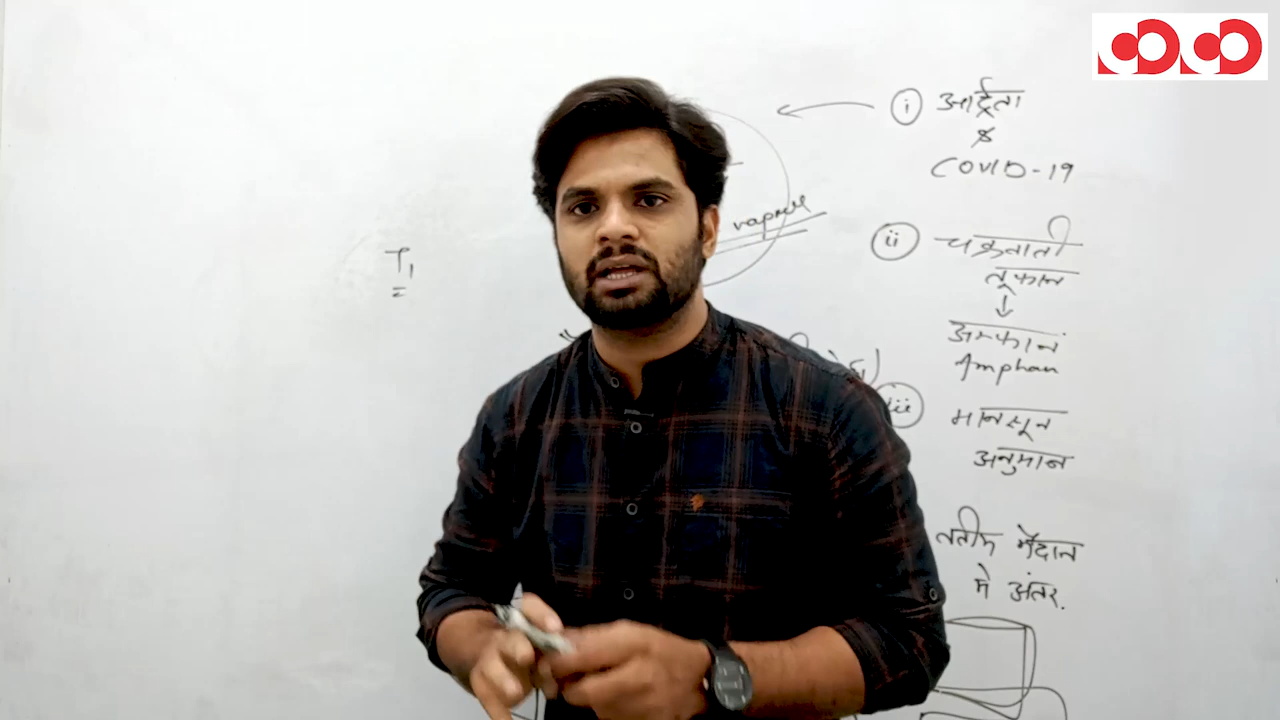 T₁
vapour
(i) आर्द्रता
&
COVID-19
(ii) चक्रवाती
तूफान
↓
अम्फान
Amphan
(iii) मानसून
अनुमान
मैदान
में अंतर.